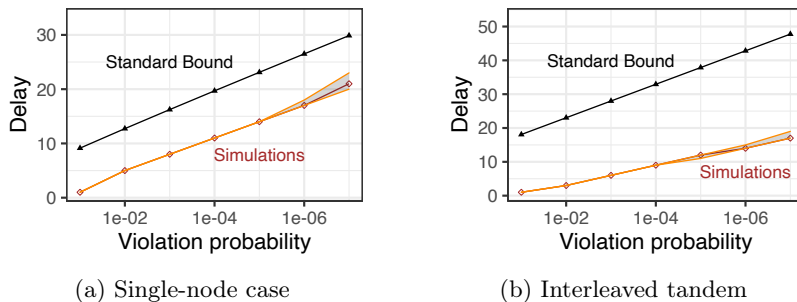 30
20
10
0
Delay
Standard Bound
Simulations
1e-02
1e-04
1e-06
Violation probability
(a) Single-node case
50
40
30
20
10
0
Delay
Standard Bound
Simulations
1e-02
1e-04
1e-06
Violation probability
(b) Interleaved tandem